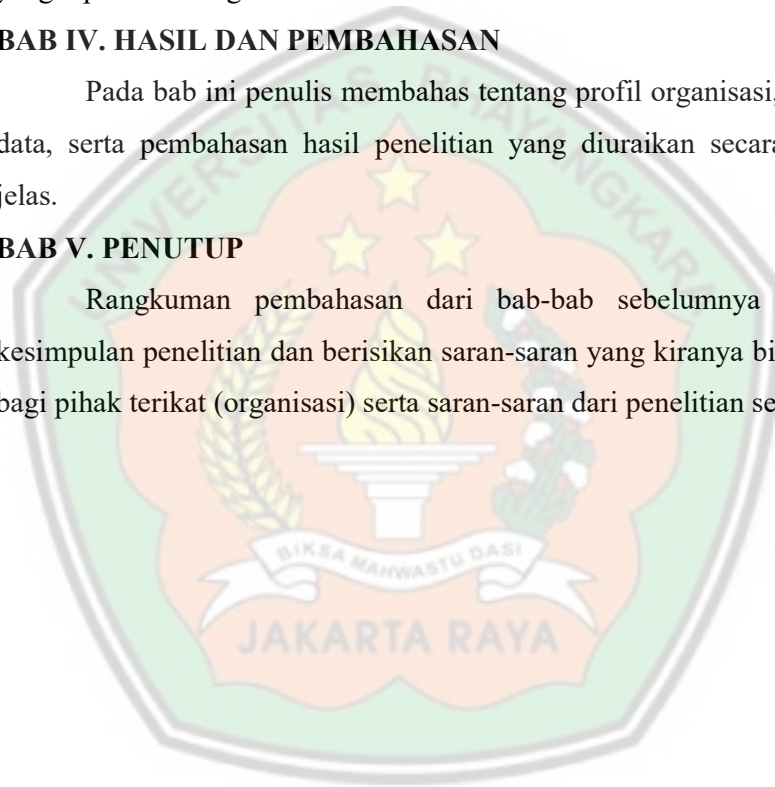 BAB IV. HASIL DAN PEMBAHASAN
Pada bab ini penulis membahas tentang profil organisasi,
data, serta pembahasan hasil penelitian yang diuraikan secara
jelas.
BAB V. PENUTUP
Rangkuman pembahasan dari bab-bab sebelumnya
kesimpulan penelitian dan berisikan saran-saran yang kiranya bi
bagi pihak terikat (organisasi) serta saran-saran dari penelitian se
UNIVERSITAS BHAYANGKARA
BIKSA MAHWASTU DASI
JAKARTA RAYA